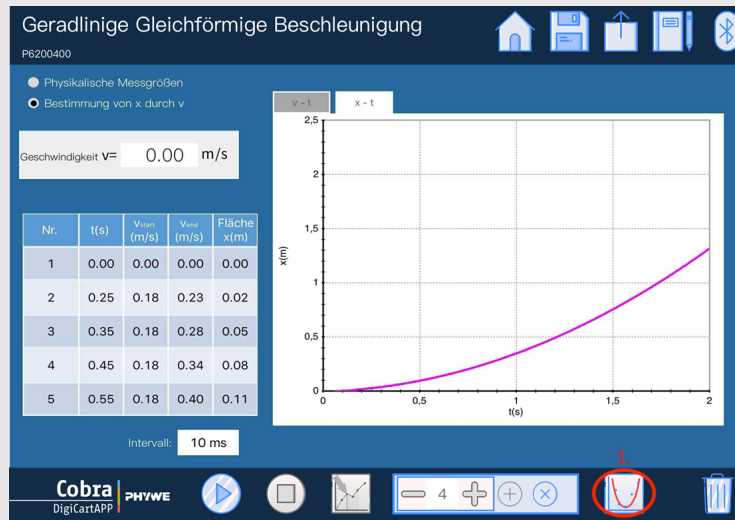 Geradlinige Gleichförmige Beschleunigung
P6200400
Physikalische Messgrößen
Bestimmung von x durch v
Geschwindigkeit v= 0.00 m/s
Nr. t(s) Vstart (m/s) Vend (m/s) Fläche x(m)
1 0.00 0.00 0.00 0.00
2 0.25 0.18 0.23 0.02
3 0.35 0.18 0.28 0.05
4 0.45 0.18 0.34 0.08
5 0.55 0.18 0.40 0.11
Intervall: 10 ms
v - t x - t
2,5
2
1,5
1
0,5
0
x(m)
0 0,5 1 1,5 2
t(s)
1.
Cobra PHYWE
DigiCartAPP
4